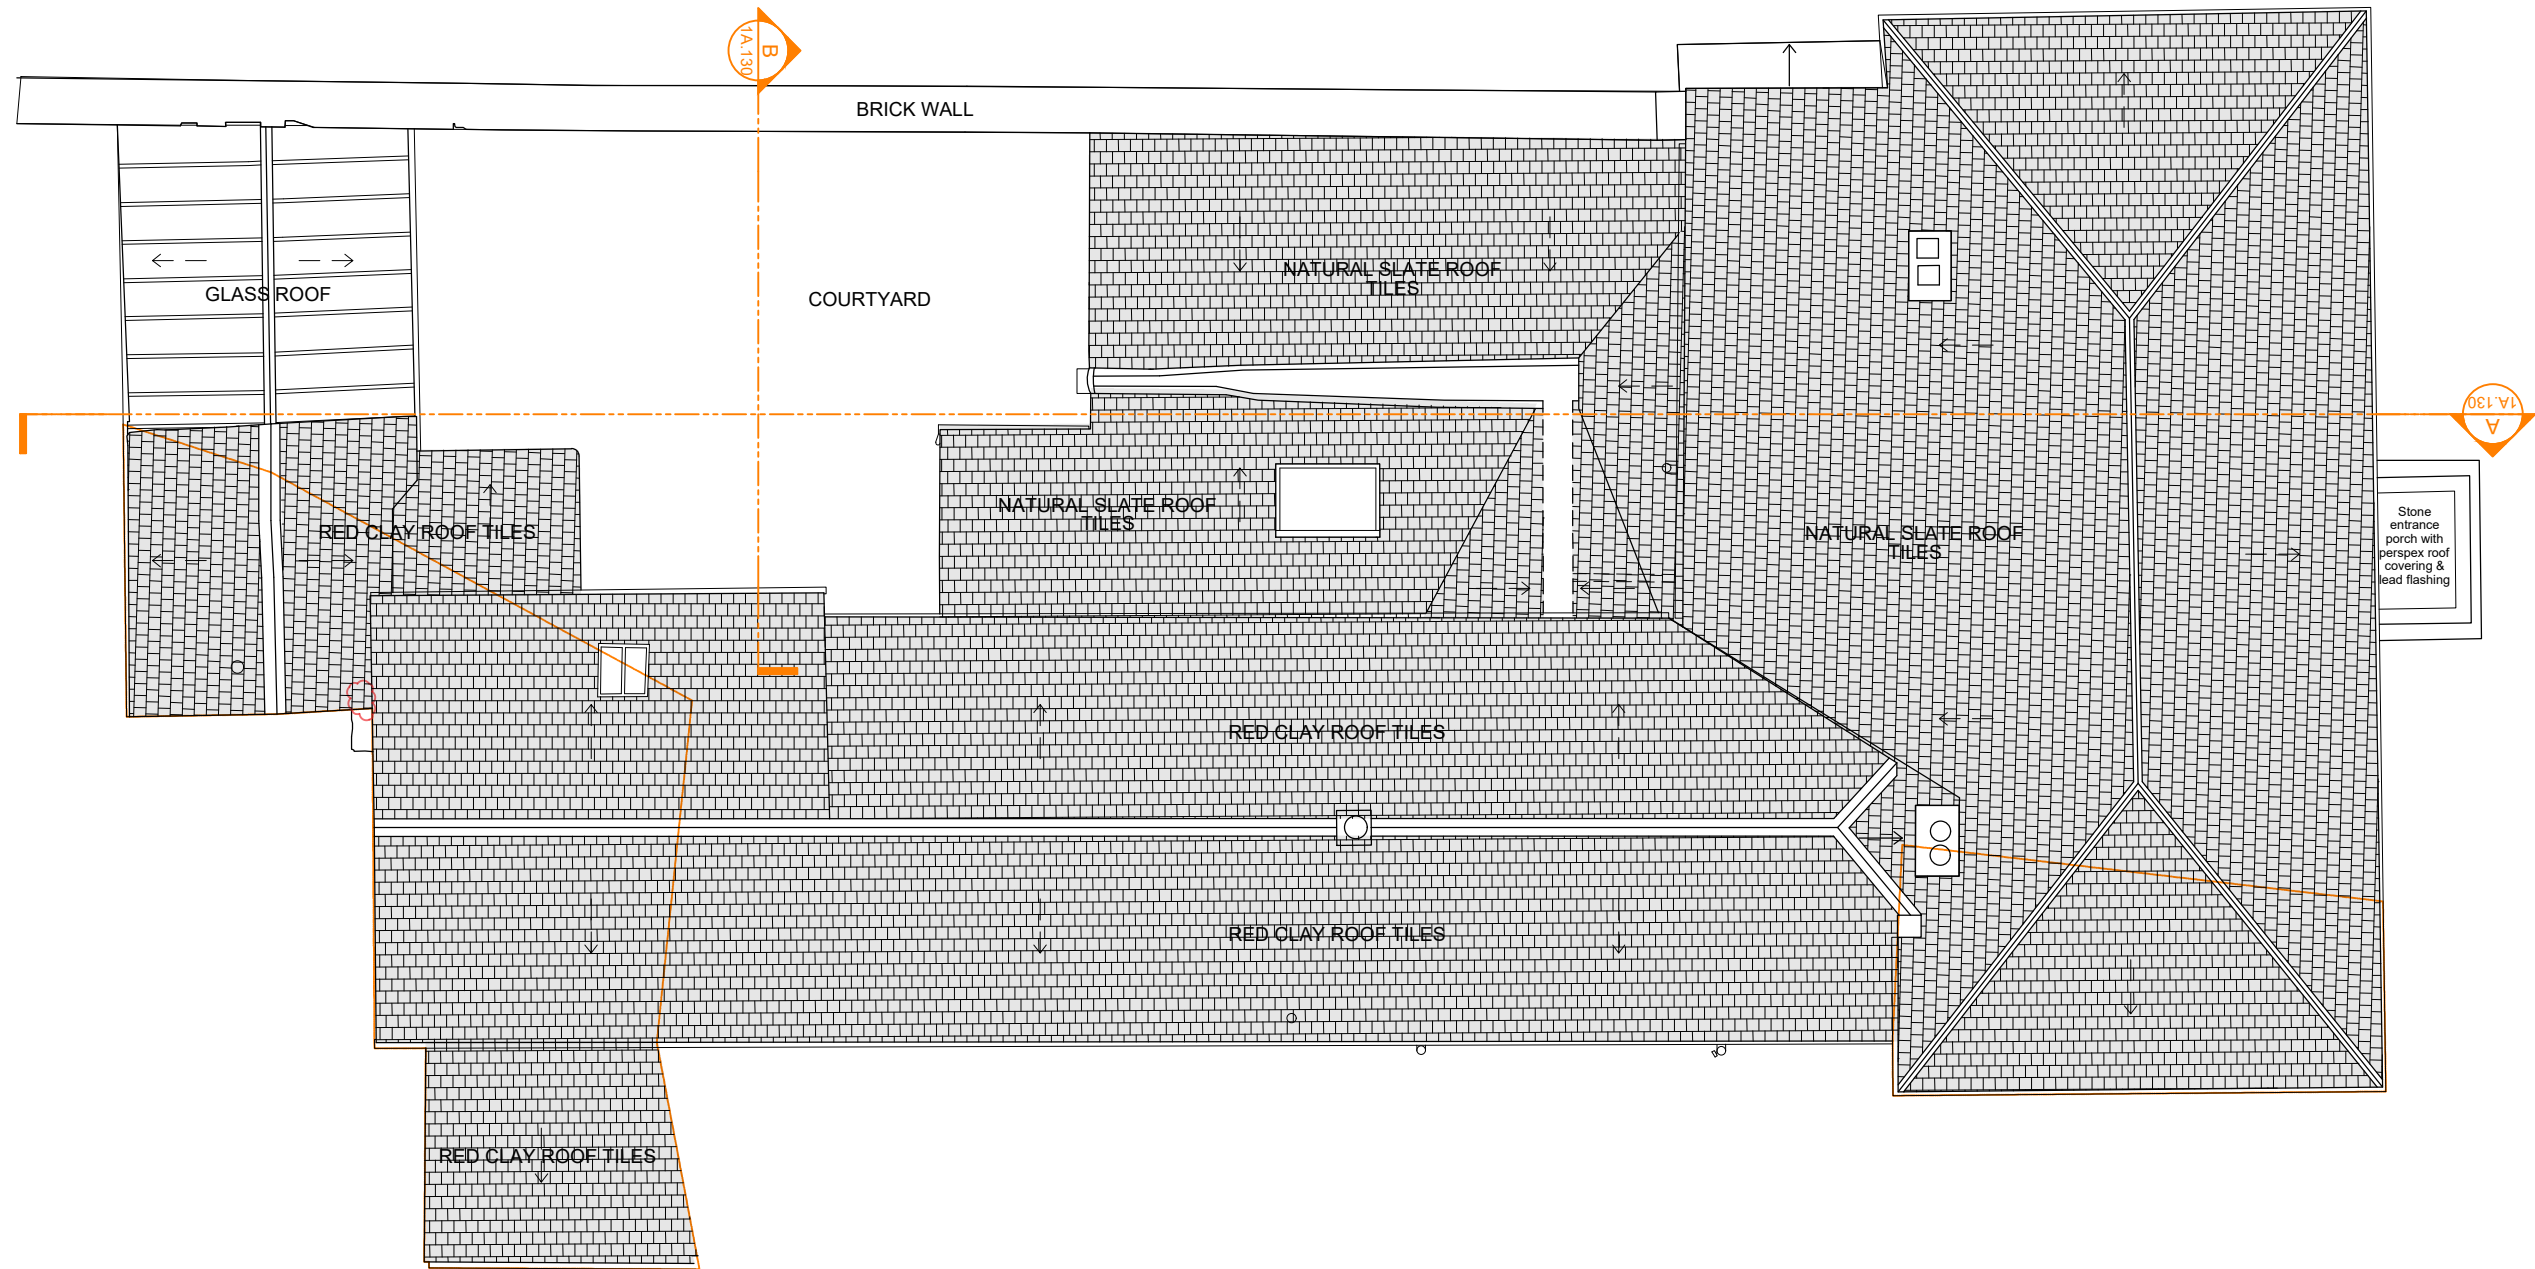 B
1A.130
BRICK WALL
NATURAL SLATE ROOF
TILES
GLASS ROOF
COURTYARD
1A.130
A
NATURAL SLATE ROOF
TILES
RED CLAY ROOF TILES
NATURAL SLATE ROOF
TILES
Stone
entrance
porch with
perspex roof
covering &
lead flashing
RED CLAY ROOF TILES
RED CLAY ROOF TILES
RED CLAY ROOF TILES